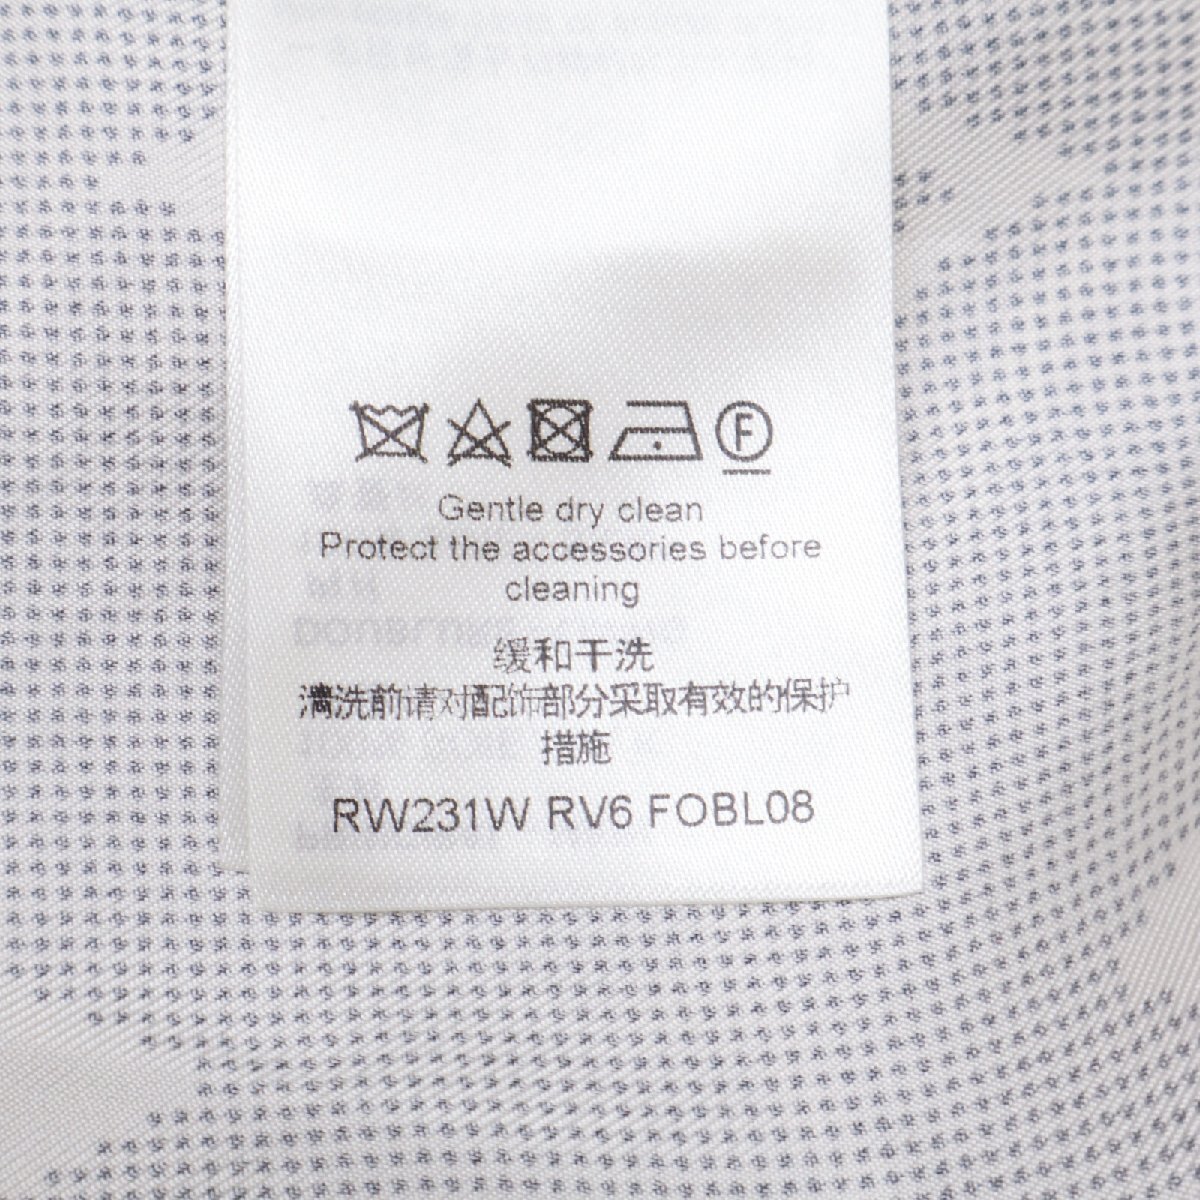 F
Gentle dry clean
Protect the accessories before
cleaning
缓和干洗
清洗前请对配饰部分采取有效的保护
措施
RW231W RV6 FOBL08